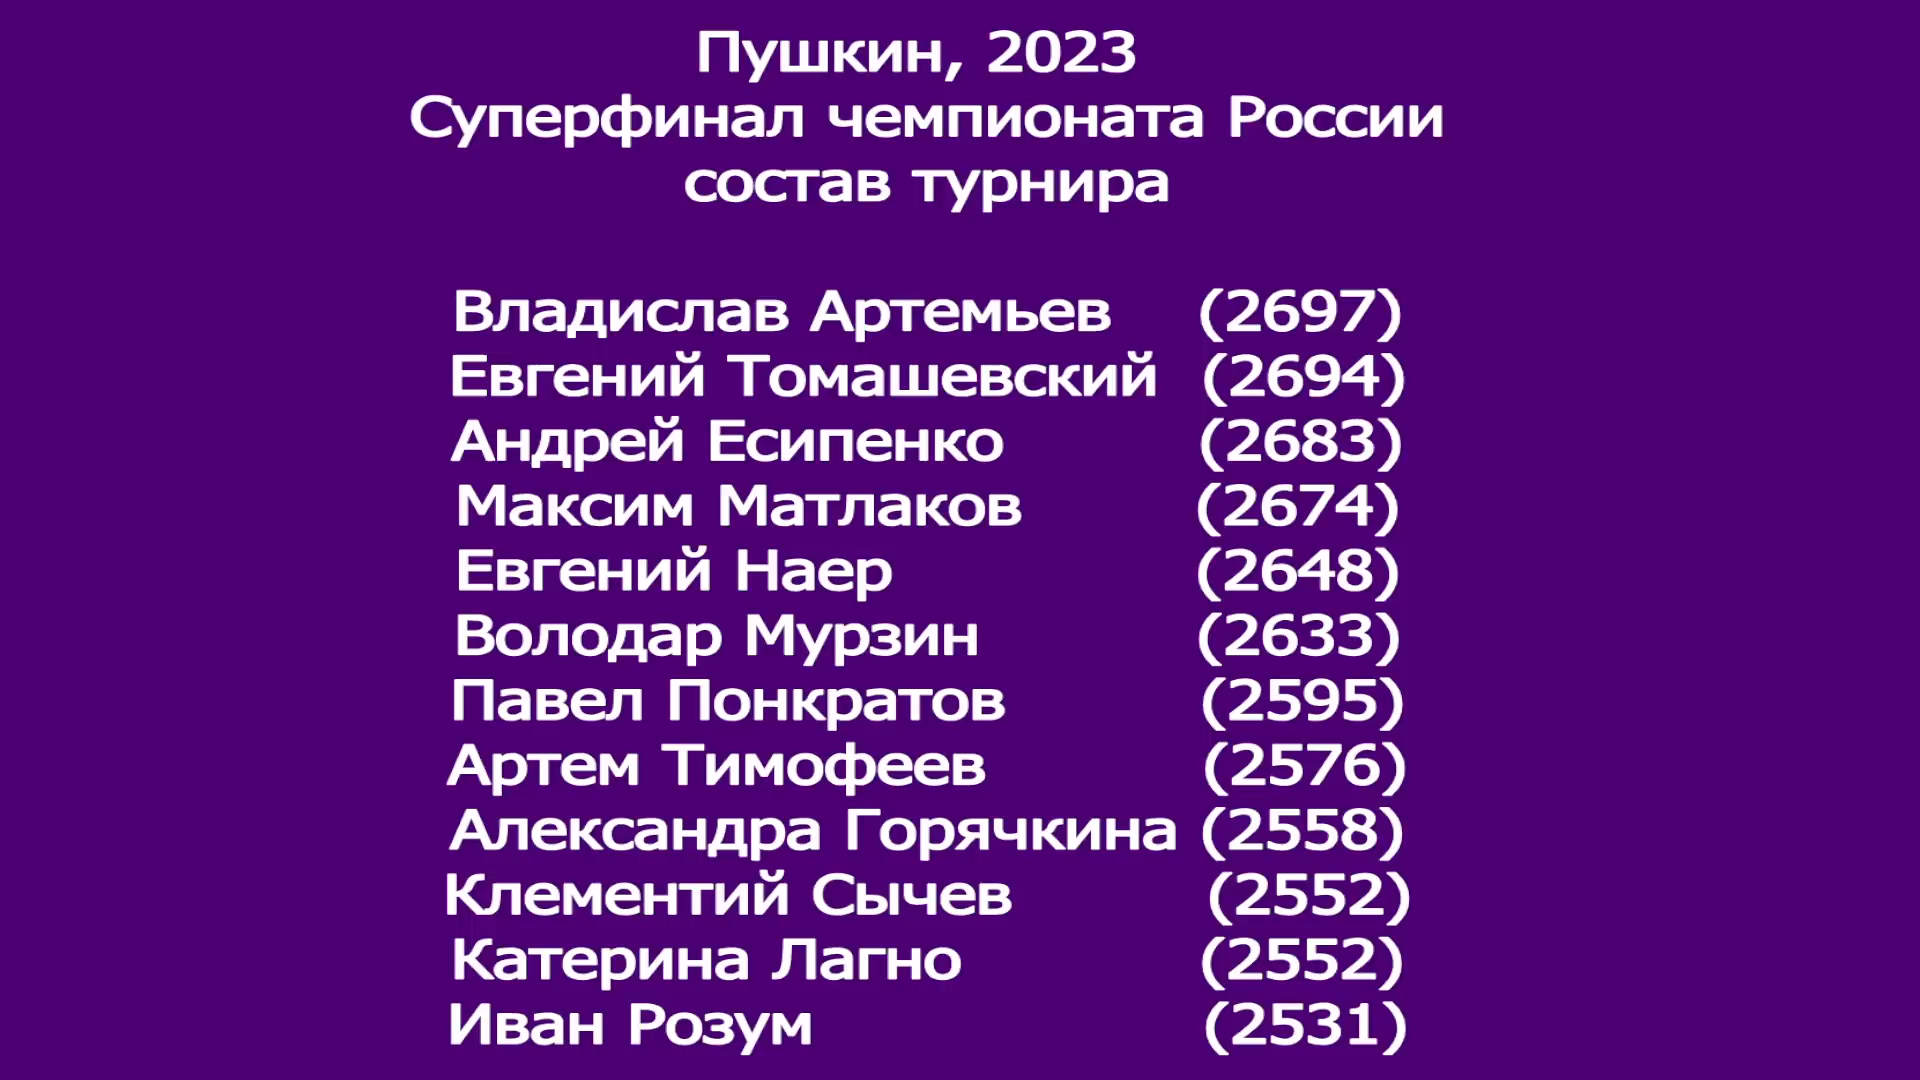 Пушкин, 2023
Суперфинал чемпионата России
состав турнира
Владислав Артемьев (2697)
Евгений Томашевский (2694)
Андрей Есипенко (2683)
Максим Матлаков (2674)
Евгений Наер (2648)
Володар Мурзин (2633)
Павел Понкратов (2595)
Артем Тимофеев (2576)
Александра Горячкина (2558)
Клементий Сычев (2552)
Катерина Лагно (2552)
Иван Розум (2531)